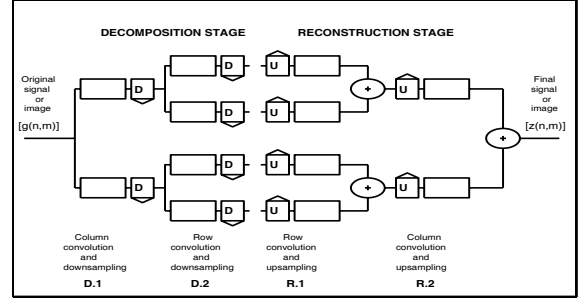 DECOMPOSITION STAGE RECONSTRUCTION STAGE
Original
signal
or
image
[g(n,m)]
D
D
U
+
U
D
U
Final
signal
or
image
[z(n,m)]
+
D
D
U
+
U
D
U
Column
convolution
and
downsampling
D.1
Row
convolution
and
downsampling
D.2
Row
convolution
and
upsampling
R.1
Column
convolution
and
upsampling
R.2